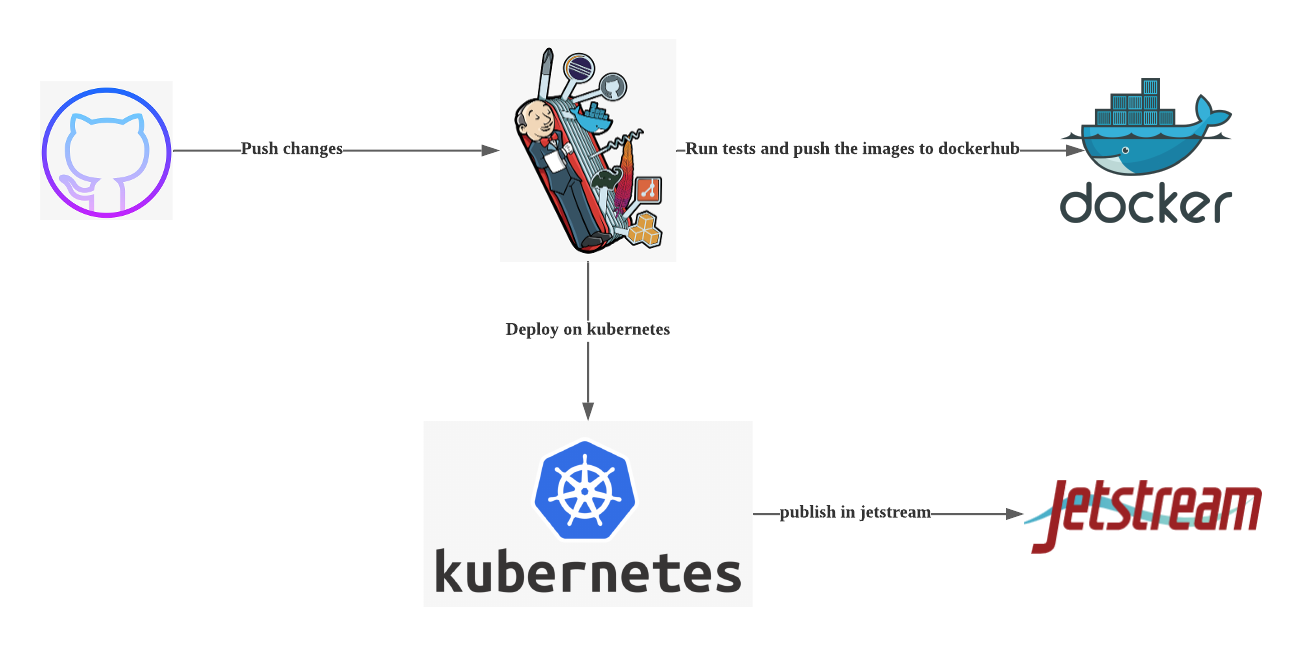 Push changes
Run tests and push the images to dockerhub
docker
Deploy on kubernetes
kubernetes
publish in jetstream
Jetstream